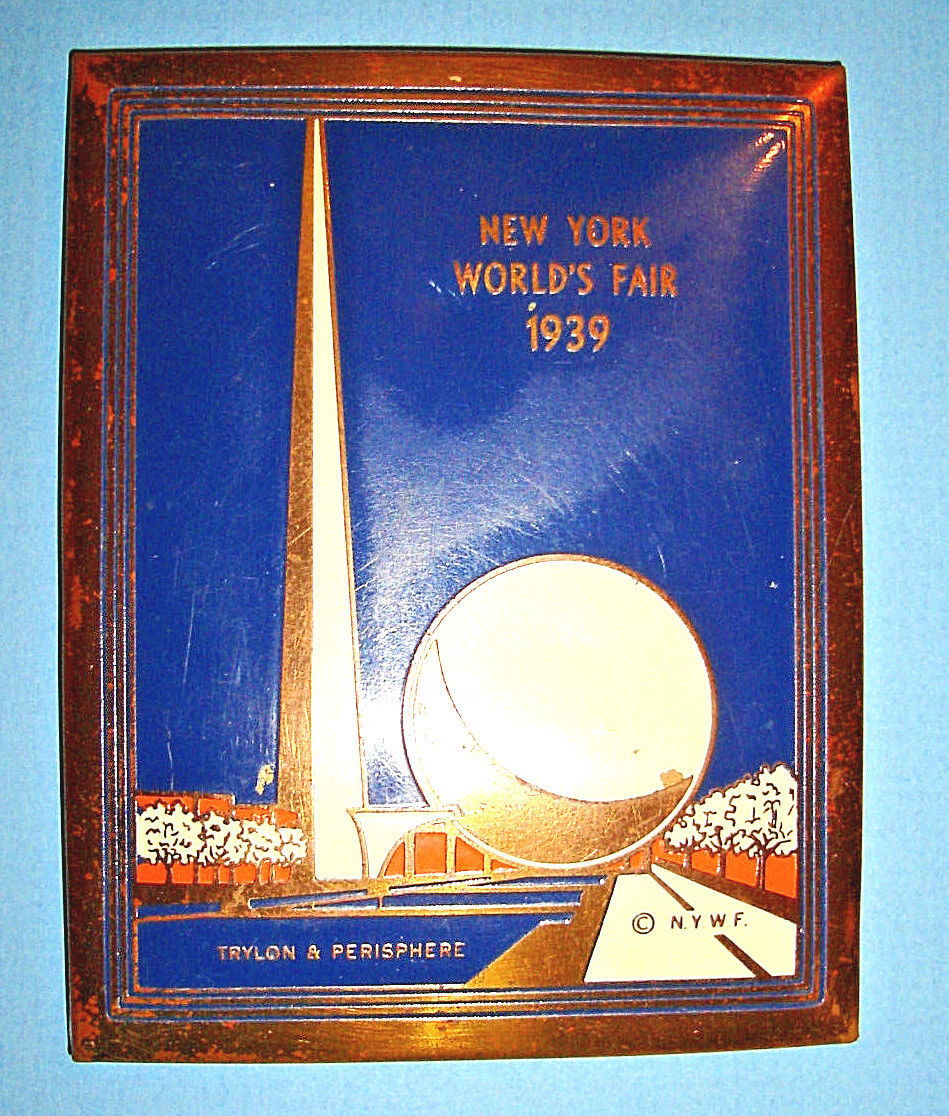 NEW YORK
WORLD'S FAIR
1939
© N.Y.W F.
TRYLON & PERISPHERE